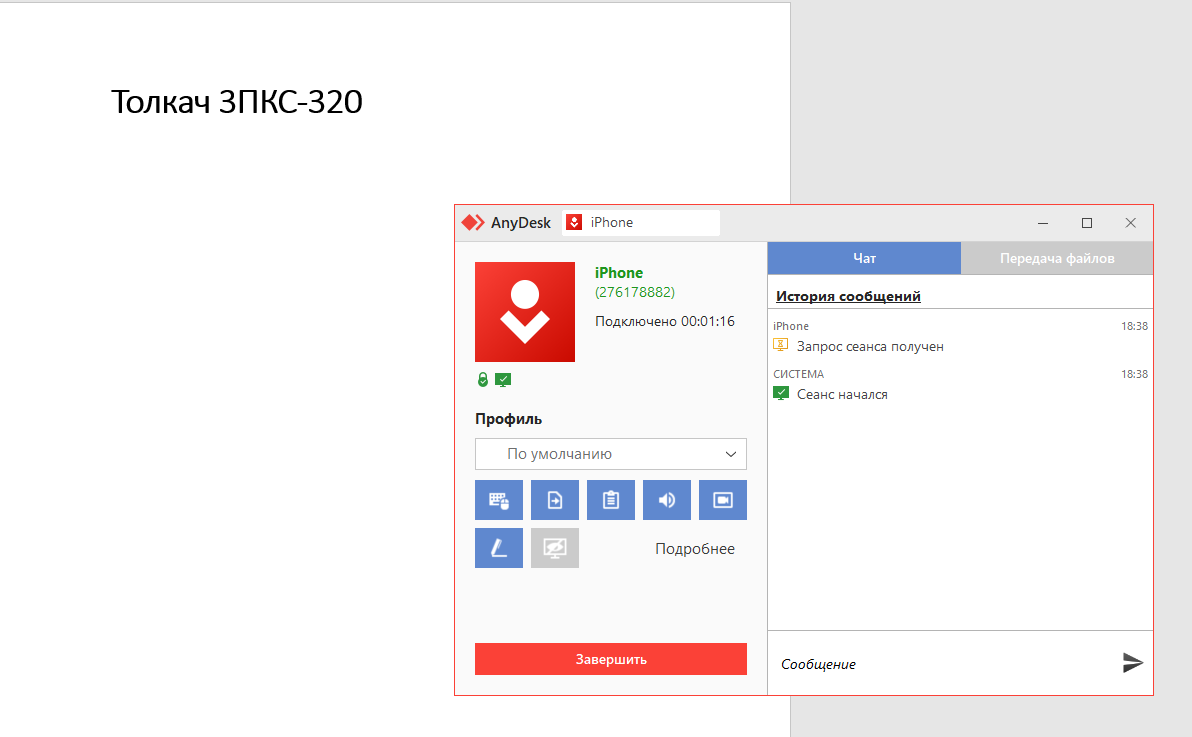 Толкач ЗПКС-320
AnyDesk
iPhone
iPhone
(276178882)
Подключено 00:01:16
Профиль
По умолчанию
Подробнее
Завершить
Чат
Передача файлов
История сообщений
iPhone 18:38
Запрос сеанса получен
СИСТЕМА 18:38
Сеанс начался
Сообщение